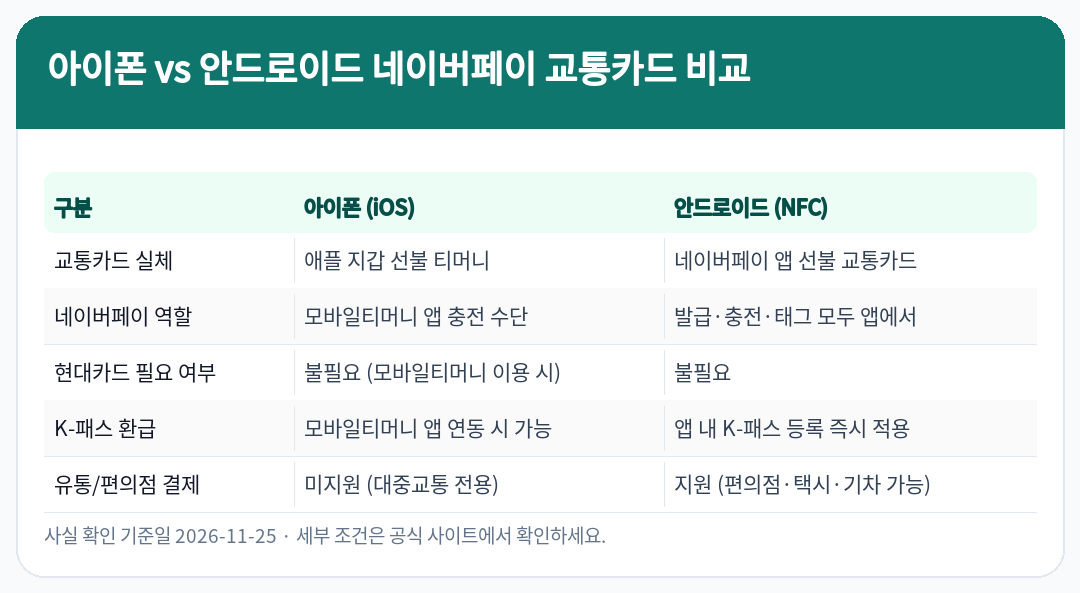 아이폰 vs 안드로이드 네이버페이 교통카드 비교
구분 아이폰 (iOS) 안드로이드 (NFC)
교통카드 실체 애플 지갑 선불 티머니 네이버페이 앱 선불 교통카드
네이버페이 역할 모바일티머니 앱 충전 수단 발급·충전·태그 모두 앱에서
현대카드 필요 여부 불필요 (모바일티머니 이용 시) 불필요
K-패스 환급 모바일티머니 앱 연동 시 가능 앱 내 K-패스 등록 즉시 적용
유통/편의점 결제 미지원 (대중교통 전용) 지원 (편의점·택시·기차 가능)
사실 확인 기준일 2026-11-25 · 세부 조건은 공식 사이트에서 확인하세요.